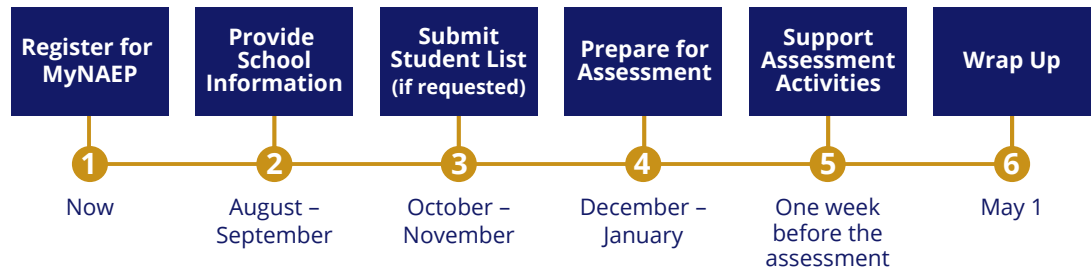 Register for
MyNAEP
Provide
School
Information
Submit
Student List
(if requested)
Prepare for
Assessment
Support
Assessment
Activities
Wrap Up
1
2
3
4
5
6
Now
August –
September
October –
November
December –
January
One week
before the
assessment
May 1